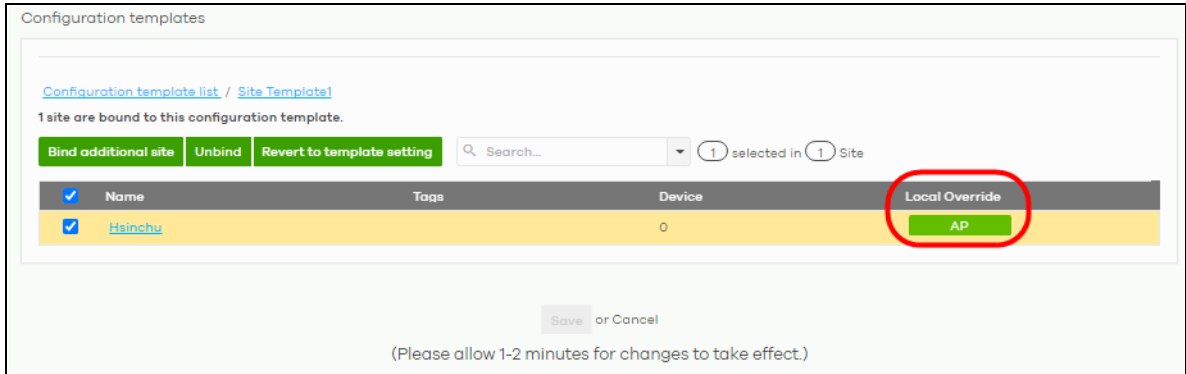 Configuration templates
Configuration template list / Site Template1
1 site are bound to this configuration template.
Bind additional site Unbind Revert to template setting Search... 1 selected in 1 Site
Name Tags Device Local Override
Hsinchu 0 AP
Save or Cancel
(Please allow 1-2 minutes for changes to take effect.)